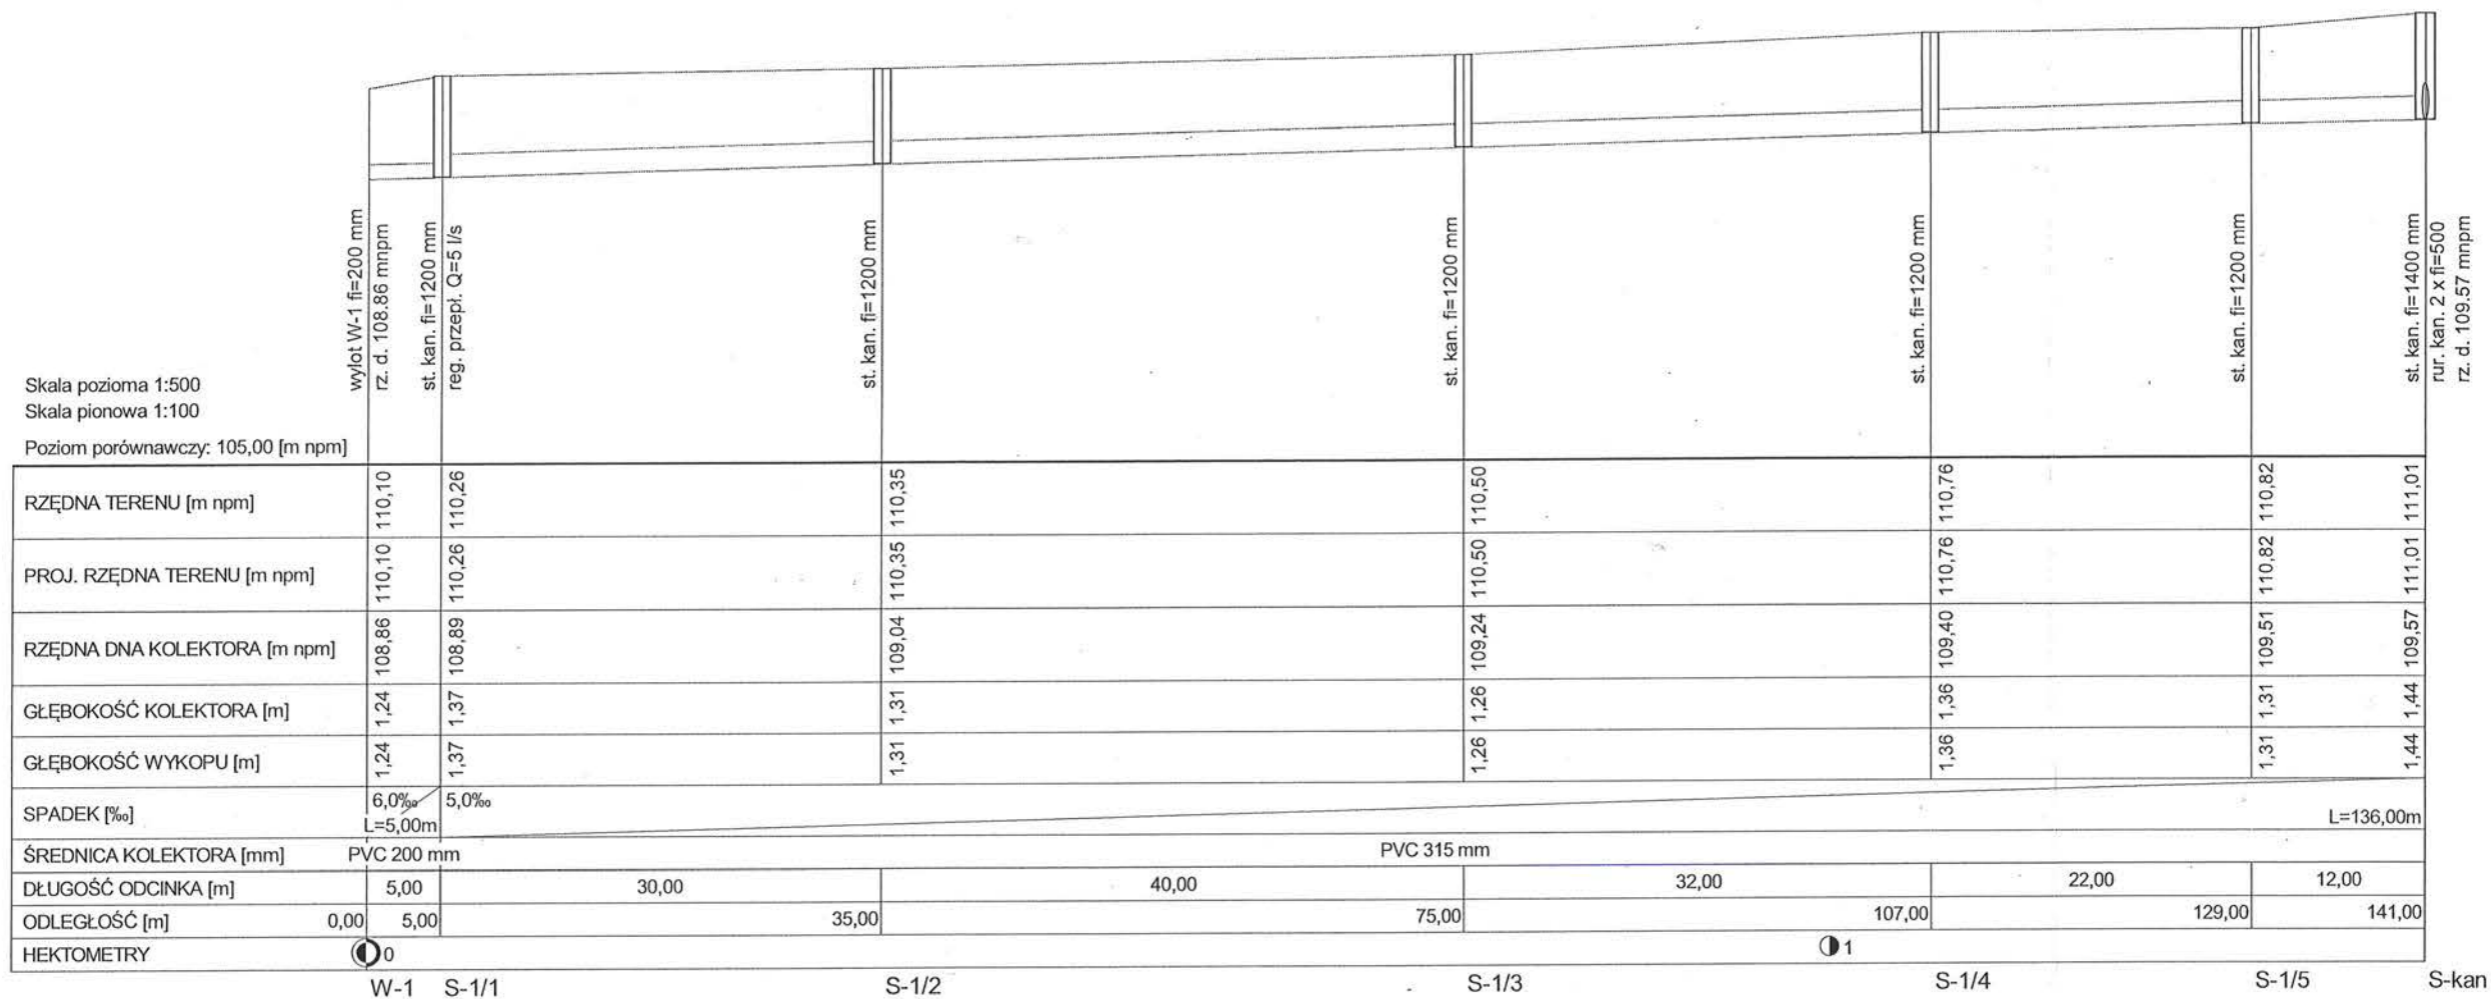 wylot W-1 fi=200 mm
rz. d. 108.86 mnpm
st. kan. fi=1200 mm
reg. przepł. Q=5 l/s
st. kan. fi=1200 mm
st. kan. fi=1200 mm
st. kan. fi=1200 mm
st. kan. fi=1200 mm
st. kan. fi=1400 mm
rur. kan. 2 x fi=500
rz. d. 109.57 mnpm
Skala pozioma 1:500
Skala pionowa 1:100
Poziom porównawczy: 105,00 [m npm]
RZĘDNA TERENU [m npm] 110,10 110,26 110,35 110,50 110,76 110,82 111,01
PROJ. RZĘDNA TERENU [m npm] 110,10 110,26 110,35 110,50 110,76 110,82 111,01
RZĘDNA DNA KOLEKTORA [m npm] 108,86 108,89 109,04 109,24 109,40 109,51 109,57
GŁĘBOKOŚĆ KOLEKTORA [m] 1,24 1,37 1,31 1,26 1,36 1,31 1,44
GŁĘBOKOŚĆ WYKOPU [m] 1,24 1,37 1,31 1,26 1,36 1,31 1,44
SPADEK [‰] 6,0‰ 5,0‰
L=5,00m L=136,00m
ŚREDNICA KOLEKTORA [mm] PVC 200 mm PVC 315 mm
DŁUGOŚĆ ODCINKA [m] 5,00 30,00 40,00 32,00 22,00 12,00
ODLEGŁOŚĆ [m] 0,00 5,00 35,00 75,00 107,00 129,00 141,00
HEKTOMETRY 0 1
W-1 S-1/1 S-1/2 S-1/3 S-1/4 S-1/5 S-kan